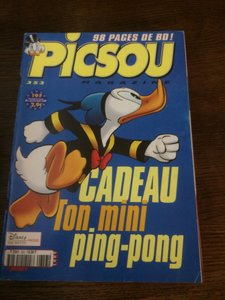 98 PAGES DE BD!
PICSOU
MAGAZINE
353
CADEAU
Ton mini
ping-pong
DISNEY